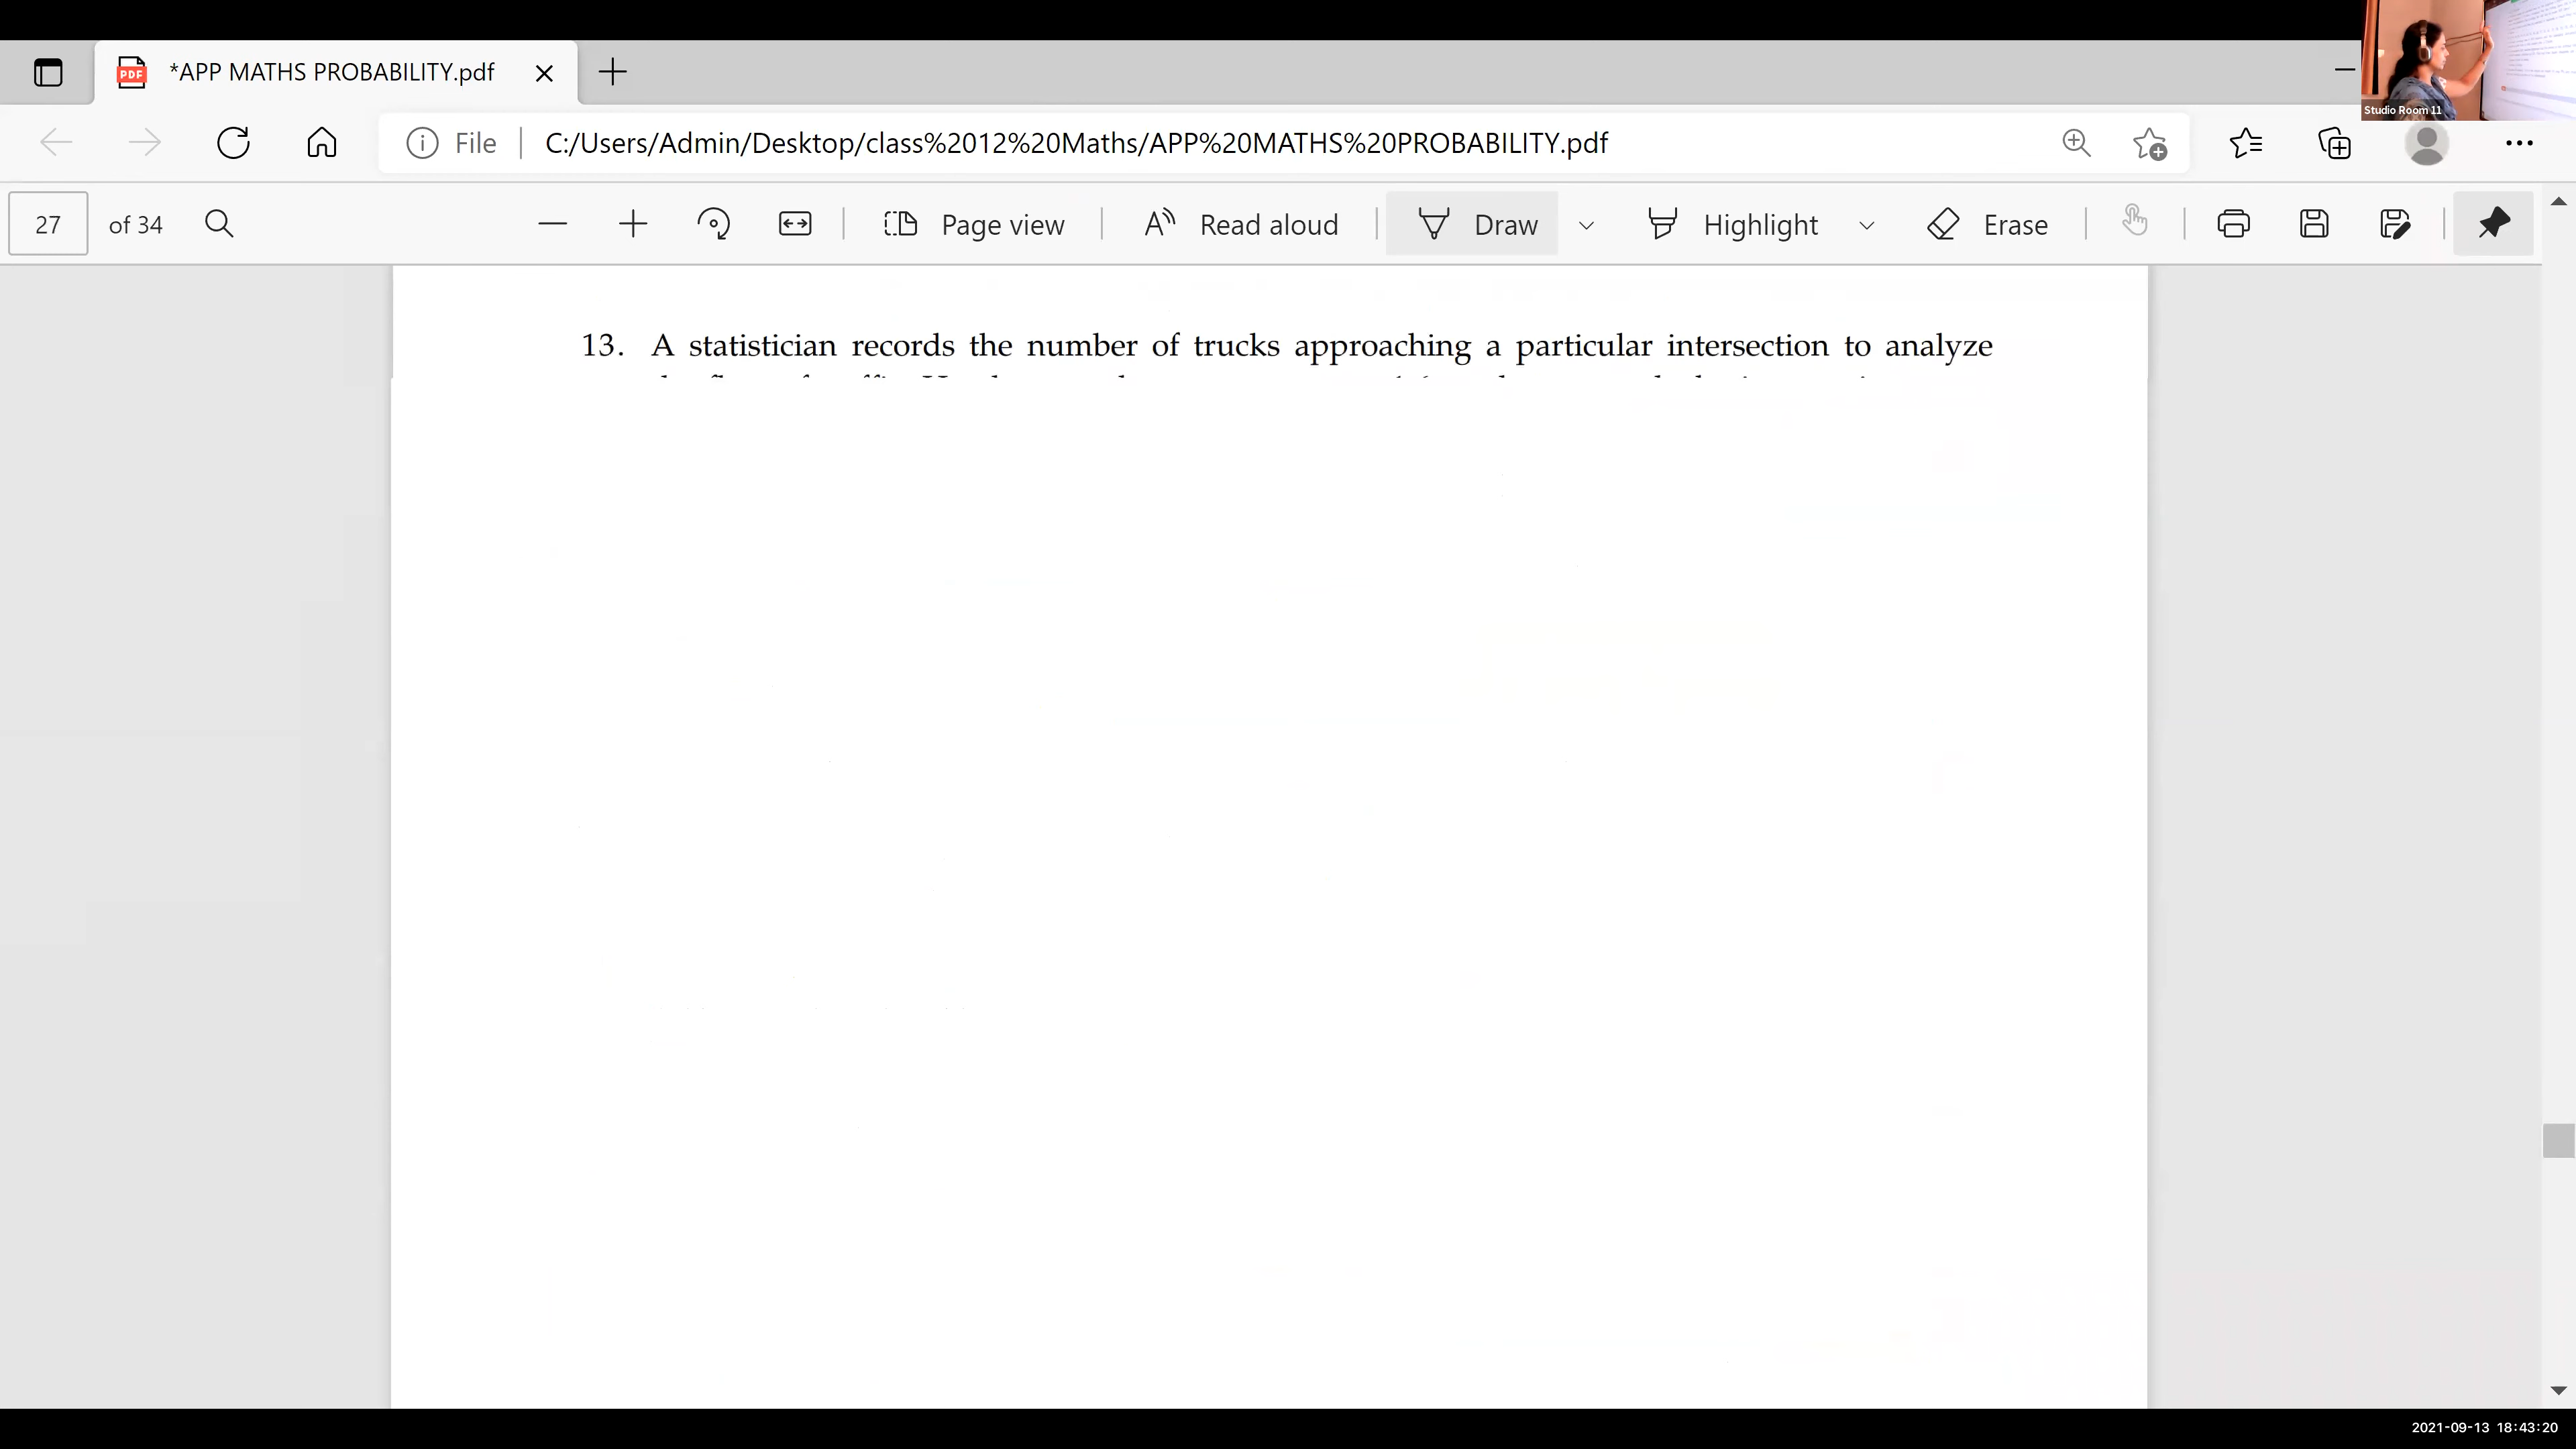 *APP MATHS PROBABILITY.pdf
Studio Room 11
File
C:/Users/Admin/Desktop/class%2012%20Maths/APP%20MATHS%20PROBABILITY.pdf
27 of 34 Page view Read aloud Draw Highlight Erase
13. A statistician records the number of trucks approaching a particular intersection to analyze
2021-09-13 18:43:20